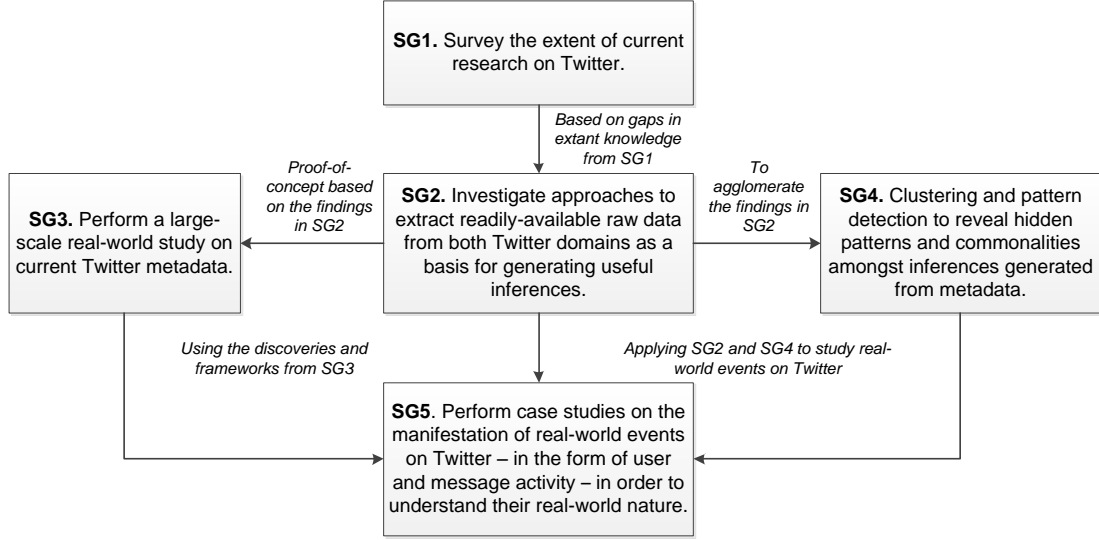 SG1. Survey the extent of current
research on Twitter.
Based on gaps in
extant knowledge
from SG1
Proof-of-
concept based
on the findings
in SG2
To
agglomerate
the findings in
SG2
SG3. Perform a large-
scale real-world study on
current Twitter metadata.
SG2. Investigate approaches to
extract readily-available raw data
from both Twitter domains as a
basis for generating useful
inferences.
SG4. Clustering and pattern
detection to reveal hidden
patterns and commonalities
amongst inferences generated
from metadata.
Using the discoveries and
frameworks from SG3
Applying SG2 and SG4 to study real-
world events on Twitter
SG5. Perform case studies on the
manifestation of real-world events
on Twitter – in the form of user
and message activity – in order to
understand their real-world nature.